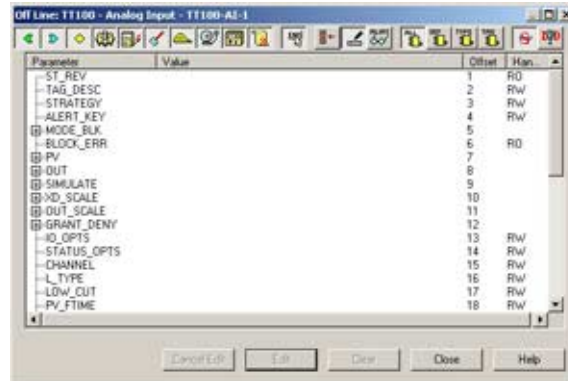 Off Line: TT100 - Analog Input - TT100-AI-1
Parameter Value Offset Han...
ST_REV 1 RO
TAG_DESC 2 RW
STRATEGY 3 RW
ALERT_KEY 4 RW
MODE_BLK 5
BLOCK_ERR 6 RO
PV 7
OUT 8
SIMULATE 9
XD_SCALE 10
OUT_SCALE 11
GRANT_DENY 12
IO_OPTS 13 RW
STATUS_OPTS 14 RW
CHANNEL 15 RW
L_TYPE 16 RW
LOW_CUT 17 RW
PV_FTIME 18 RW
Cancel Edit Edit Clear Close Help